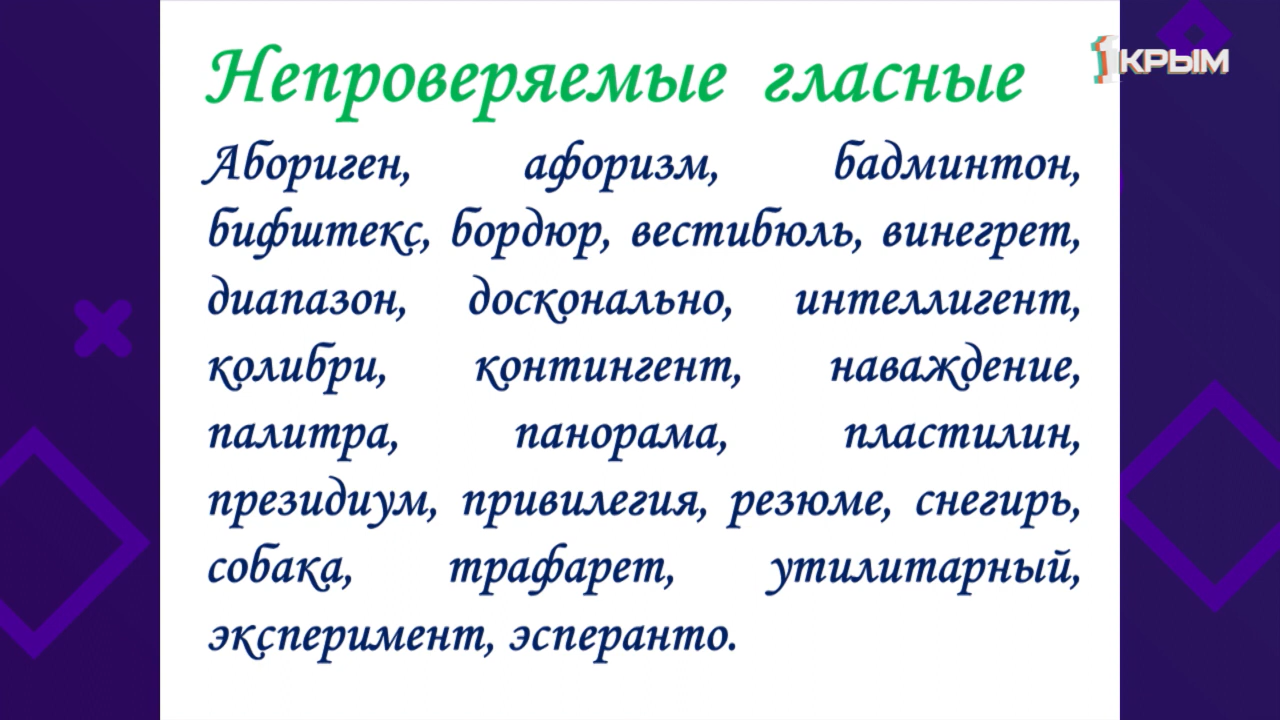 Непроверяемые гласные
1КРЫМ
Абориген, афоризм, бадминтон,
бифштекс, бордюр, вестибюль, винегрет,
диапазон, досконально, интеллигент,
колибри, контингент, наваждение,
палитра, панорама, пластилин,
президиум, привилегия, резюме, снегирь,
собака, трафарет, утилитарный,
эксперимент, эсперанто.